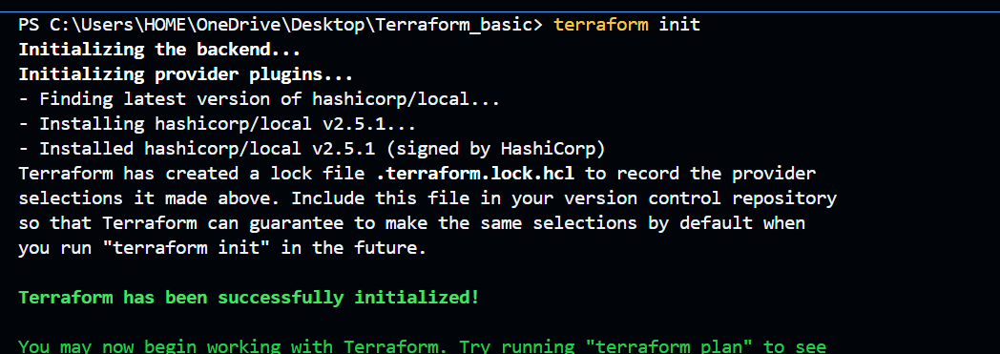 PS C:\Users\HOME\OneDrive\Desktop\Terraform_basic> terraform init
Initializing the backend...
Initializing provider plugins...
- Finding latest version of hashicorp/local...
- Installing hashicorp/local v2.5.1...
- Installed hashicorp/local v2.5.1 (signed by HashiCorp)
Terraform has created a lock file .terraform.lock.hcl to record the provider
selections it made above. Include this file in your version control repository
so that Terraform can guarantee to make the same selections by default when
you run "terraform init" in the future.
Terraform has been successfully initialized!
You may now begin working with Terraform. Try running "terraform plan" to see